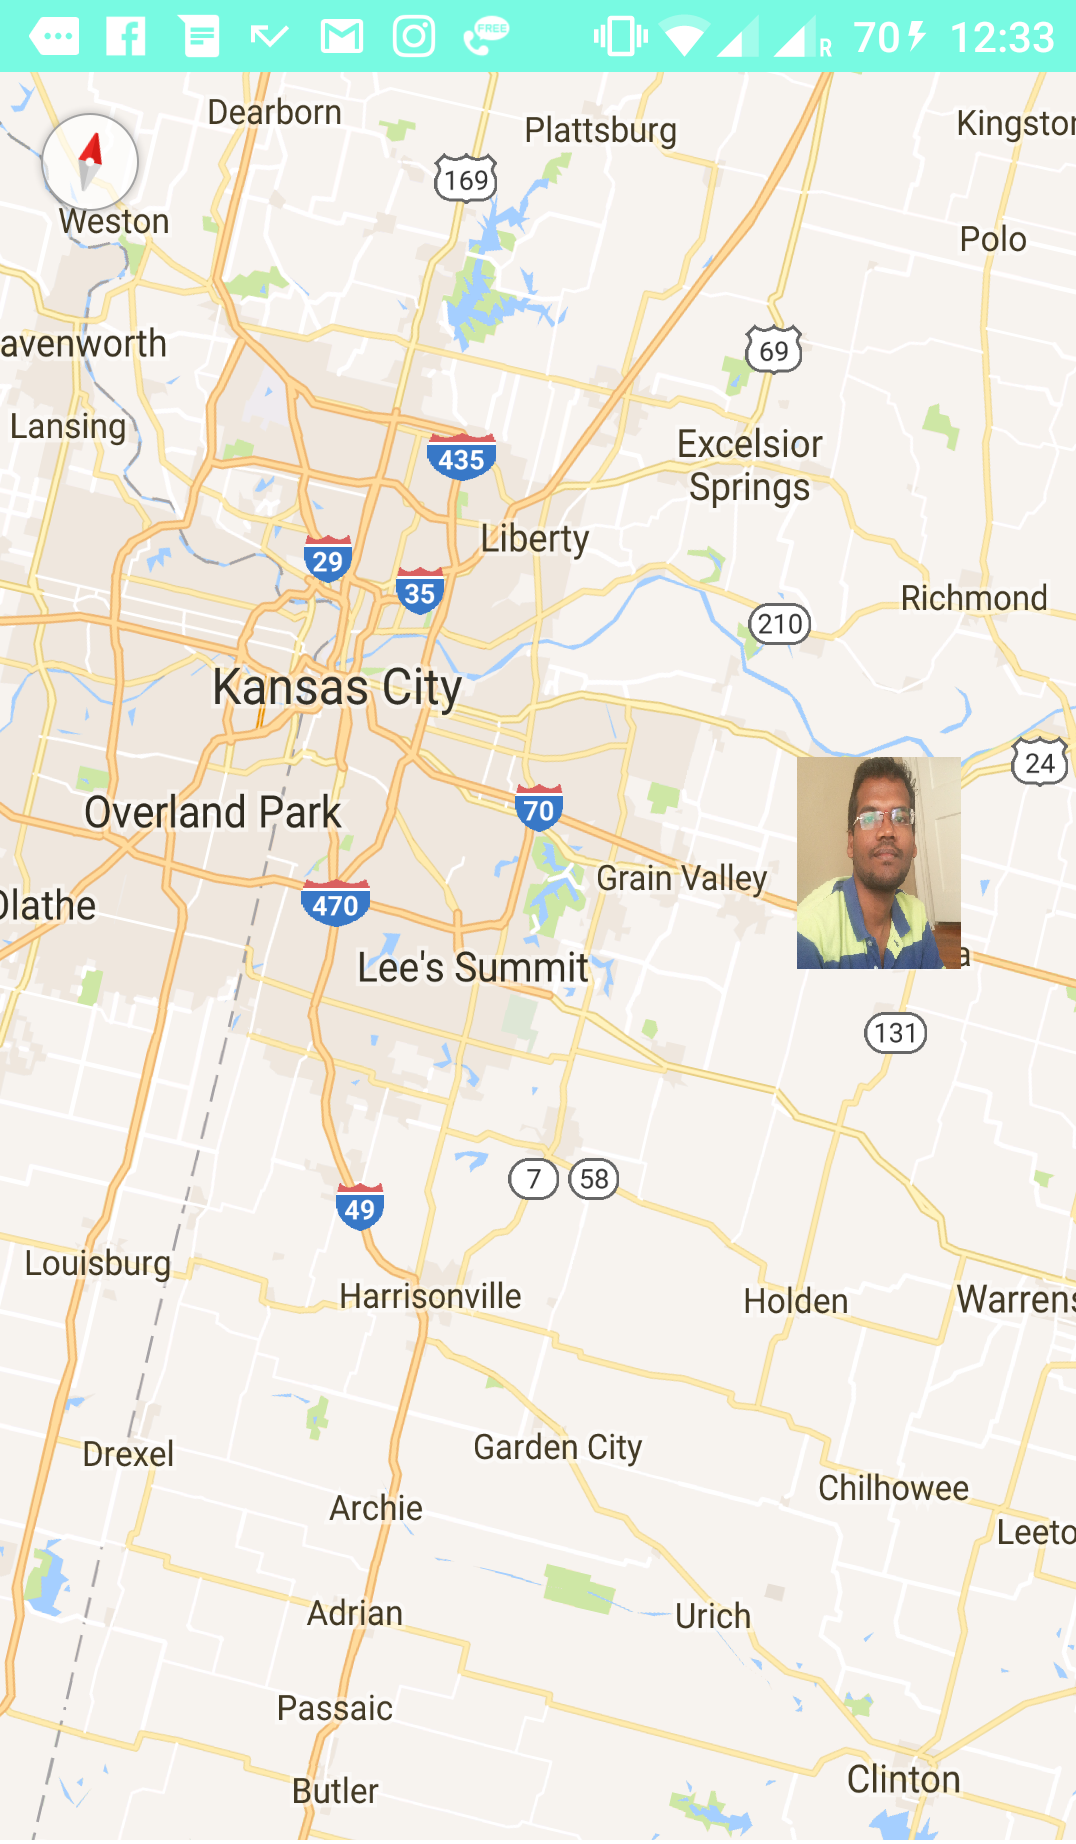 FREE
R
70
12:33
Dearborn
Plattsburg
Kingston
169
Weston
Polo
avenworth
69
Lansing
Excelsior
Springs
435
Liberty
29
35
Richmond
210
Kansas City
24
Overland Park
70
Grain Valley
Olathe
470
Lee's Summit
a
131
7
58
49
Louisburg
Harrisonville
Holden
Warrens
Drexel
Garden City
Chilhowee
Archie
Leeto
Adrian
Urich
Passaic
Clinton
Butler